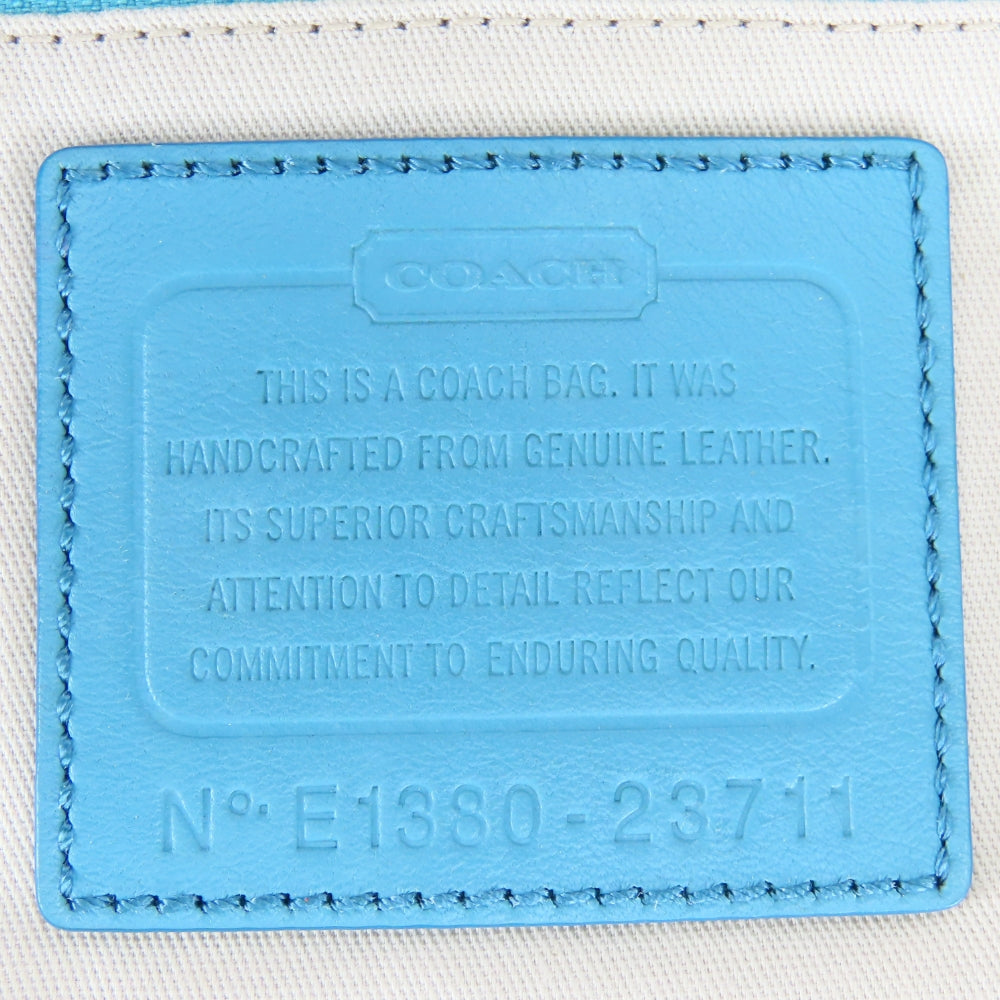 COACH
THIS IS A COACH BAG. IT WAS
HANDCRAFTED FROM GENUINE LEATHER.
ITS SUPERIOR CRAFTSMANSHIP AND
ATTENTION TO DETAIL REFLECT OUR
COMMITMENT TO ENDURING QUALITY.
Nº. E1380 - 23711